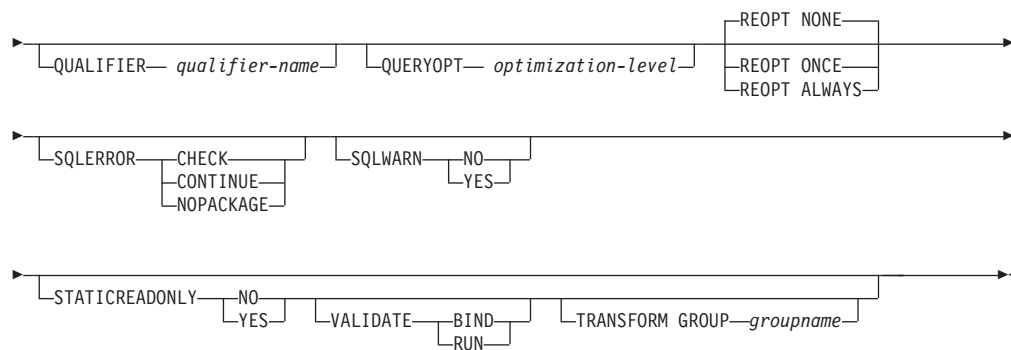 REOPT NONE
QUALIFIER qualifier-name QUERYOPT optimization-level REOPT ONCE
REOPT ALWAYS
SQLERROR CHECK SQLWARN NO
CONTINUE YES
NOPACKAGE
STATICREADONLY NO
YES VALIDATE BIND TRANSFORM GROUP groupname
RUN